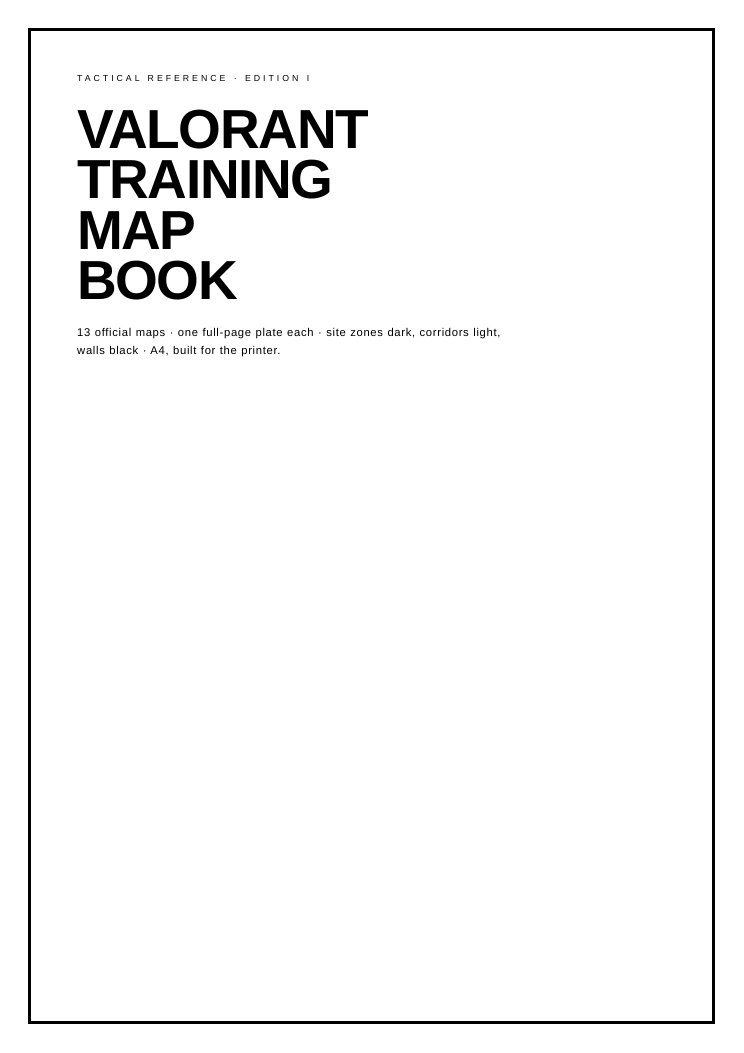 TACTICAL REFERENCE · EDITION I
VALORANT
TRAINING
MAP
BOOK
13 official maps · one full-page plate each · site zones dark, corridors light,
walls black · A4, built for the printer.